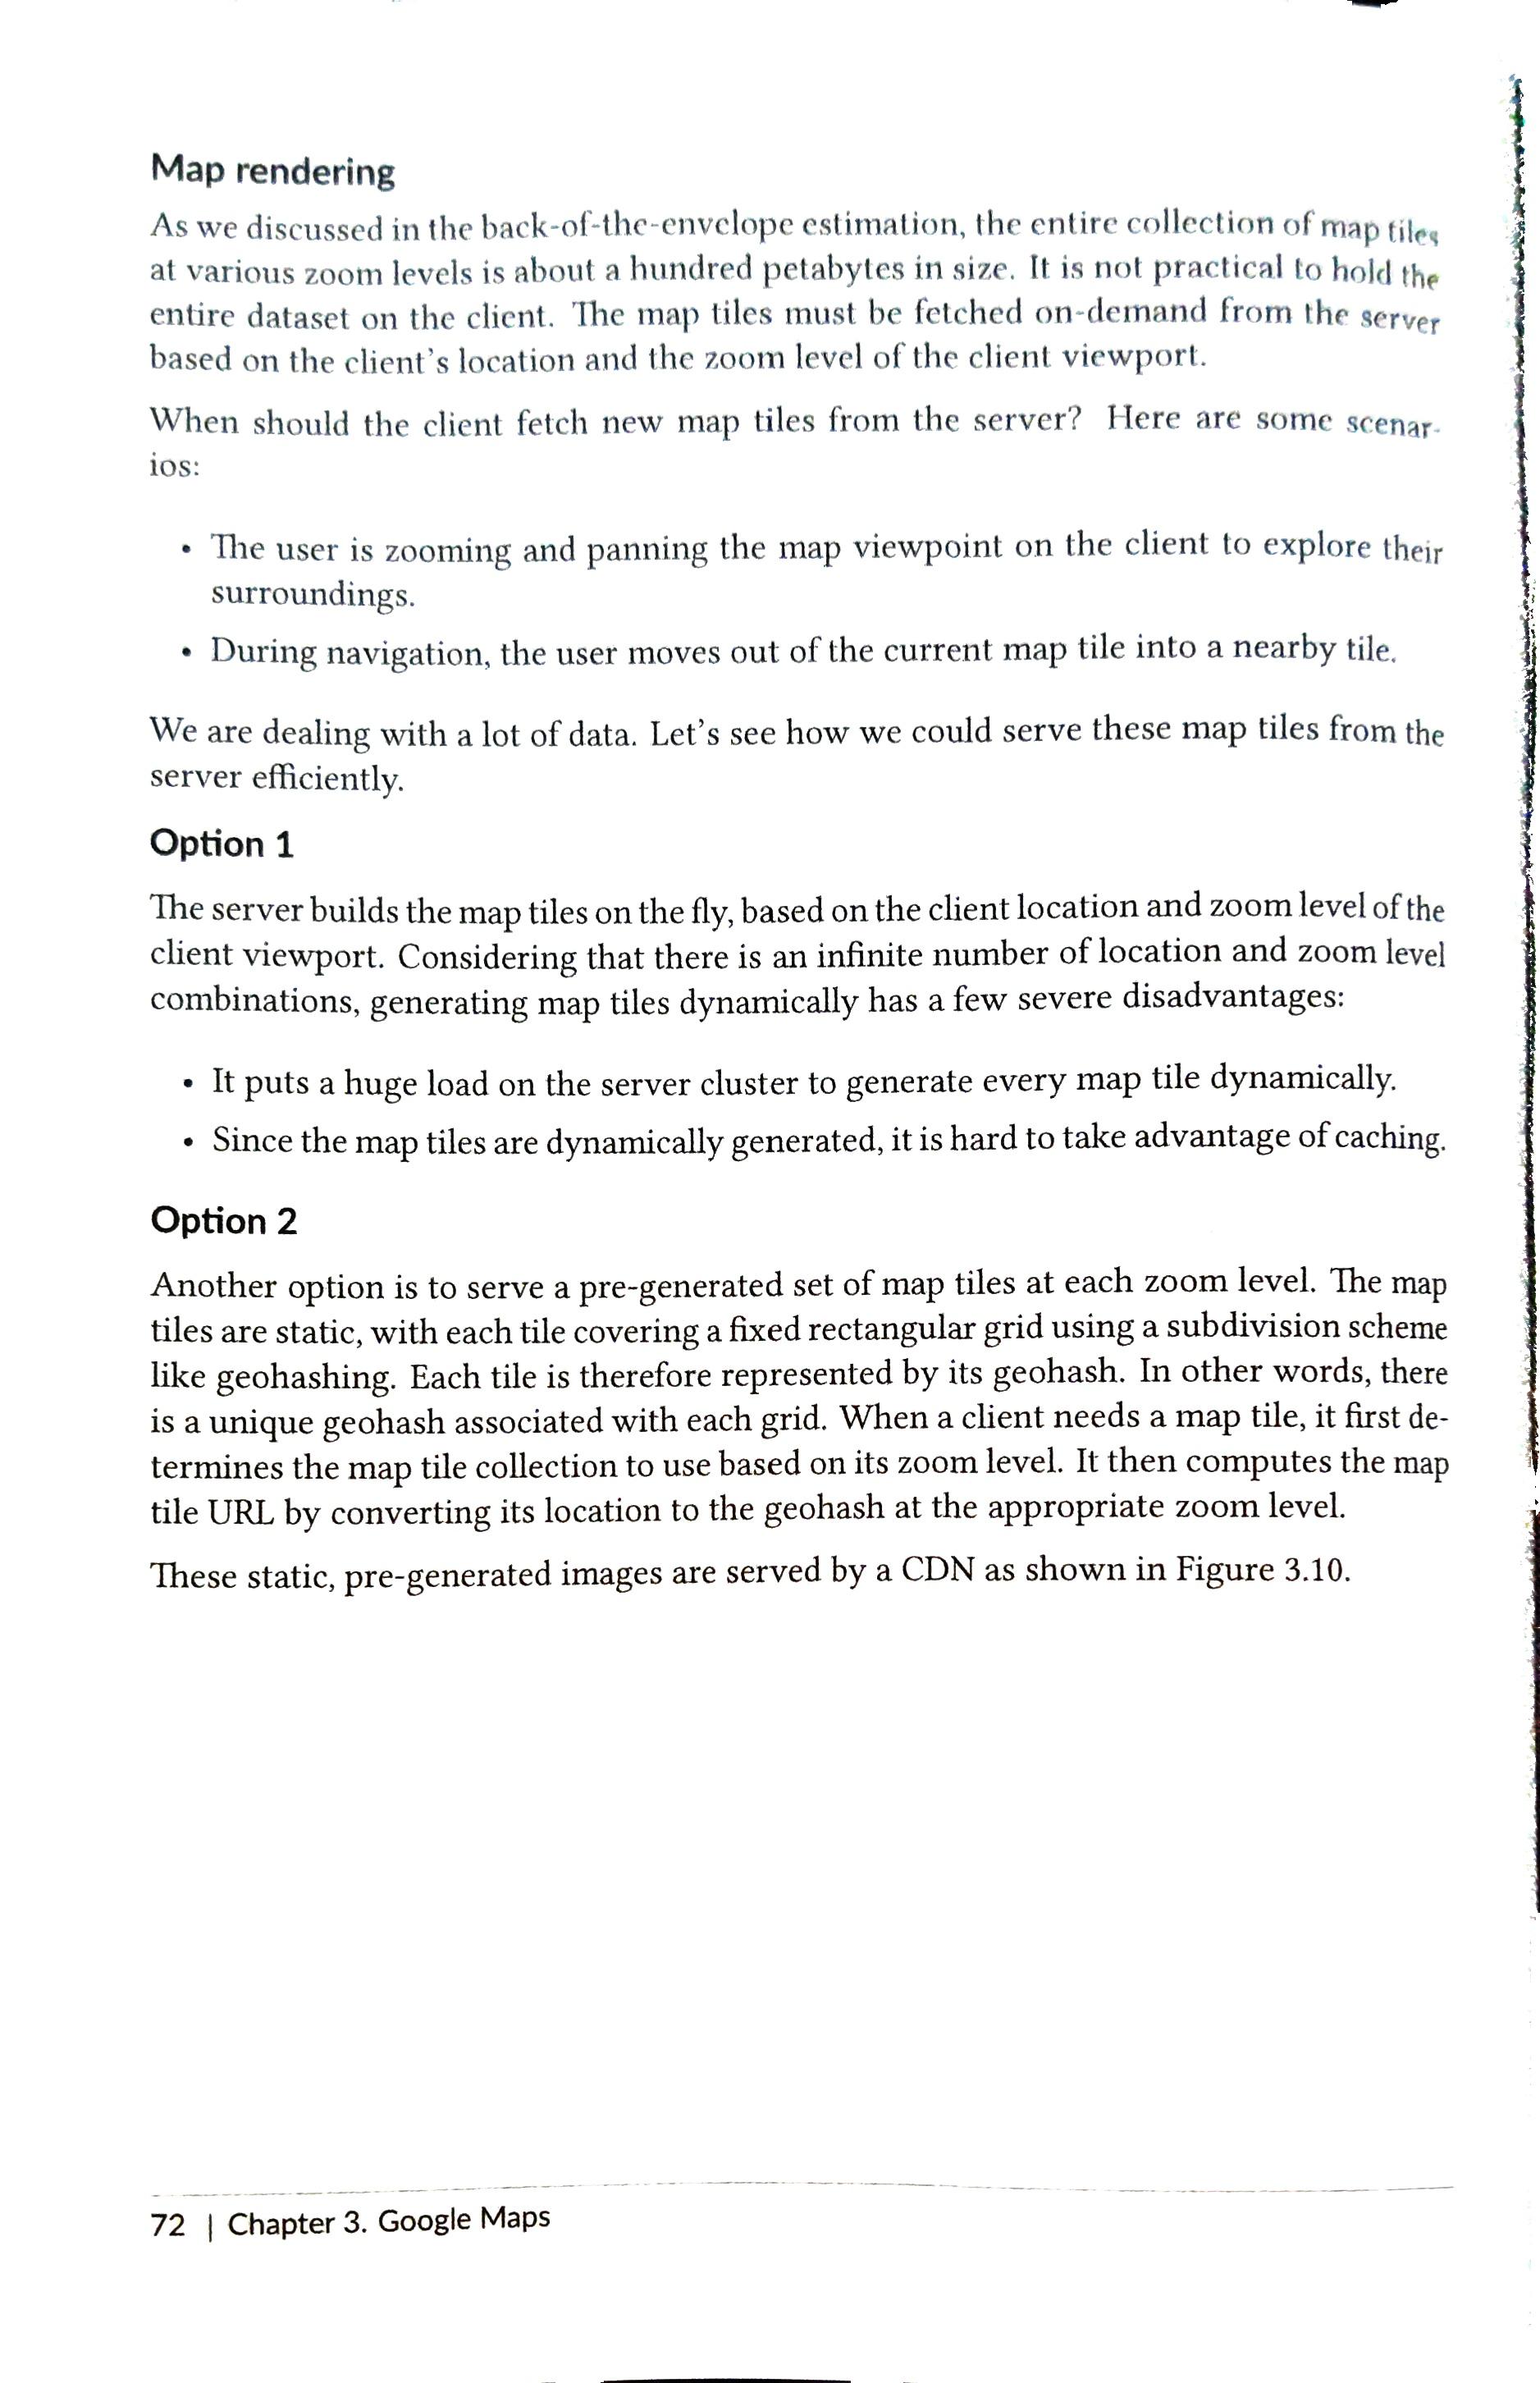 Map rendering
As we discussed in the back-of-the-envelope estimation, the entire collection of map tiles
at various zoom levels is about a hundred petabytes in size. It is not practical to hold the
entire dataset on the client. The map tiles must be fetched on-demand from the server
based on the client's location and the zoom level of the client viewport.
When should the client fetch new map tiles from the server? Here are some scenar-
ios:
• The user is zooming and panning the map viewpoint on the client to explore their
surroundings.
• During navigation, the user moves out of the current map tile into a nearby tile.
We are dealing with a lot of data. Let's see how we could serve these map tiles from the
server efficiently.
Option 1
The server builds the map tiles on the fly, based on the client location and zoom level of the
client viewport. Considering that there is an infinite number of location and zoom level
combinations, generating map tiles dynamically has a few severe disadvantages:
• It puts a huge load on the server cluster to generate every map tile dynamically.
• Since the map tiles are dynamically generated, it is hard to take advantage of caching.
Option 2
Another option is to serve a pre-generated set of map tiles at each zoom level. The map
tiles are static, with each tile covering a fixed rectangular grid using a subdivision scheme
like geohashing. Each tile is therefore represented by its geohash. In other words, there
is a unique geohash associated with each grid. When a client needs a map tile, it first de-
termines the map tile collection to use based on its zoom level. It then computes the map
tile URL by converting its location to the geohash at the appropriate zoom level.
These static, pre-generated images are served by a CDN as shown in Figure 3.10.
72 | Chapter 3. Google Maps